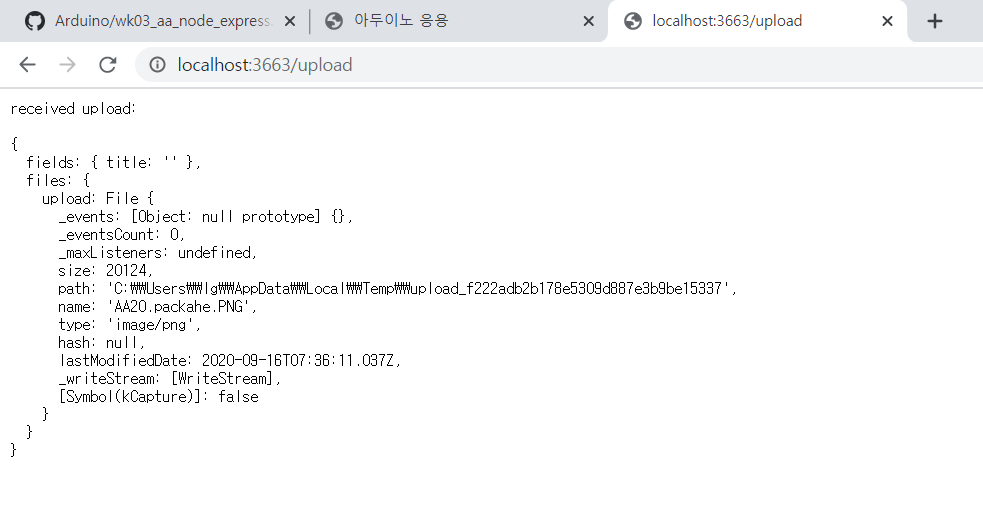 Arduino/wk03_aa_node_express.
아두이노 응용
localhost:3663/upload
localhost:3663/upload
received upload:
{
fields: { title: '' },
files: {
upload: File {
_events: [Object: null prototype] {},
_eventsCount: 0,
_maxListeners: undefined,
size: 20124,
path: 'C:₩₩Users₩₩lg₩₩AppData₩₩Local₩₩Temp₩₩upload_f222adb2b178e5309d887e3b9be15337',
name: 'AA20.packahe.PNG',
type: 'image/png',
hash: null,
lastModifiedDate: 2020-09-16T07:36:11.037Z,
_writeStream: [WriteStream],
[Symbol(kCapture)]: false
}
}
}